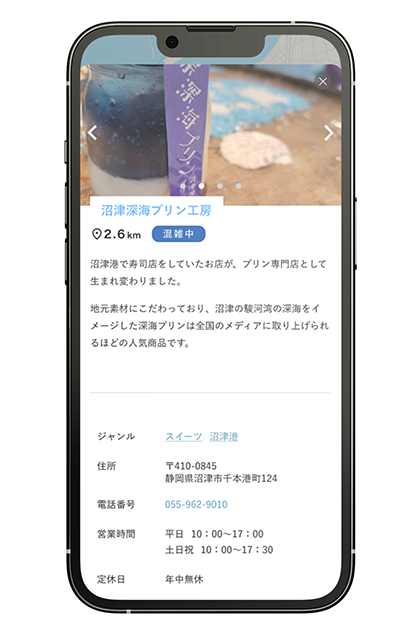 深海プリン
沼津深海プリン工房
2.6km 混雑中
沼津港で寿司店をしていたお店が、プリン専門店として
生まれ変わりました。
地元素材にこだわっており、沼津の駿河湾の深海をイ
メージした深海プリンは全国のメディアに取り上げられ
るほどの人気商品です。
ジャンル スイーツ 沼津港
住所 〒410-0845
静岡県沼津市千本港町124
電話番号 055-962-9010
営業時間 平日 10：00〜17：00
土日祝 10：00〜17：30
定休日 年中無休